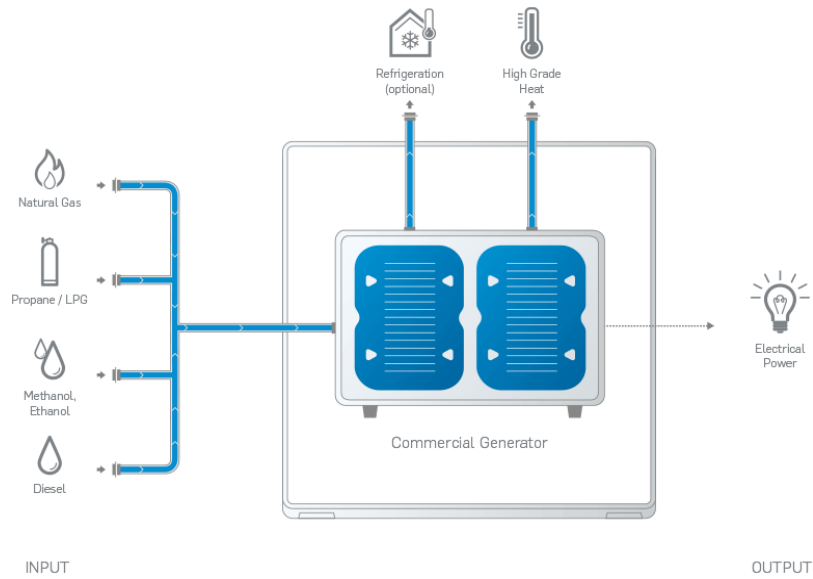 Refrigeration
(optional)
High Grade
Heat
Natural Gas
Propane / LPG
Methanol,
Ethanol
Diesel
Commercial Generator
Electrical
Power
INPUT
OUTPUT